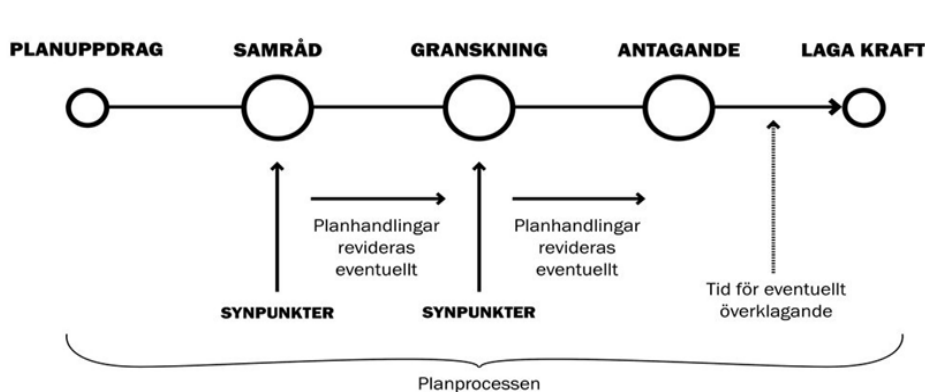 PLANUPPDRAG
SAMRÅD
GRANSKNING
ANTAGANDE
LAGA KRAFT
Planhandlingar
revideras
eventuellt
Planhandlingar
revideras
eventuellt
Tid för eventuellt
överklagande
SYNPUNKTER
SYNPUNKTER
Planprocessen